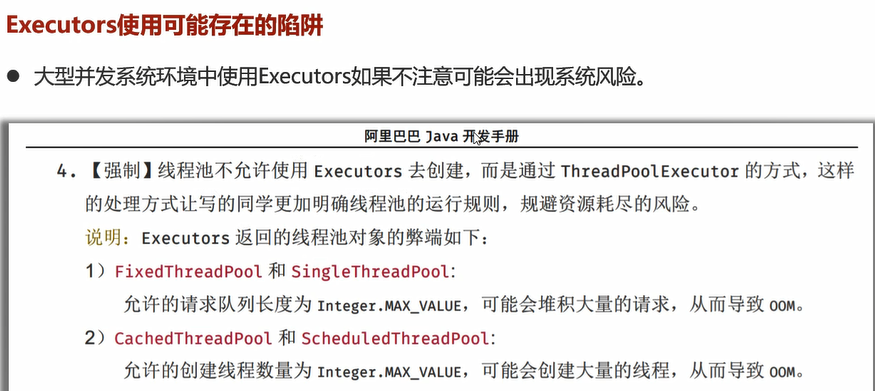 Executors使用可能存在的陷阱
● 大型并发系统环境中使用Executors如果不注意可能会出现系统风险。
阿里巴巴 Java 开发手册
4. 【强制】线程池不允许使用 Executors 去创建，而是通过 ThreadPoolExecutor 的方式，这样
的处理方式让写的同学更加明确线程池的运行规则，规避资源耗尽的风险。
说明：Executors 返回的线程池对象的弊端如下：
1）FixedThreadPool 和 SingleThreadPool:
允许的请求队列长度为 Integer.MAX_VALUE，可能会堆积大量的请求，从而导致 OOM。
2）CachedThreadPool 和 ScheduledThreadPool:
允许的创建线程数量为 Integer.MAX_VALUE，可能会创建大量的线程，从而导致 OOM。